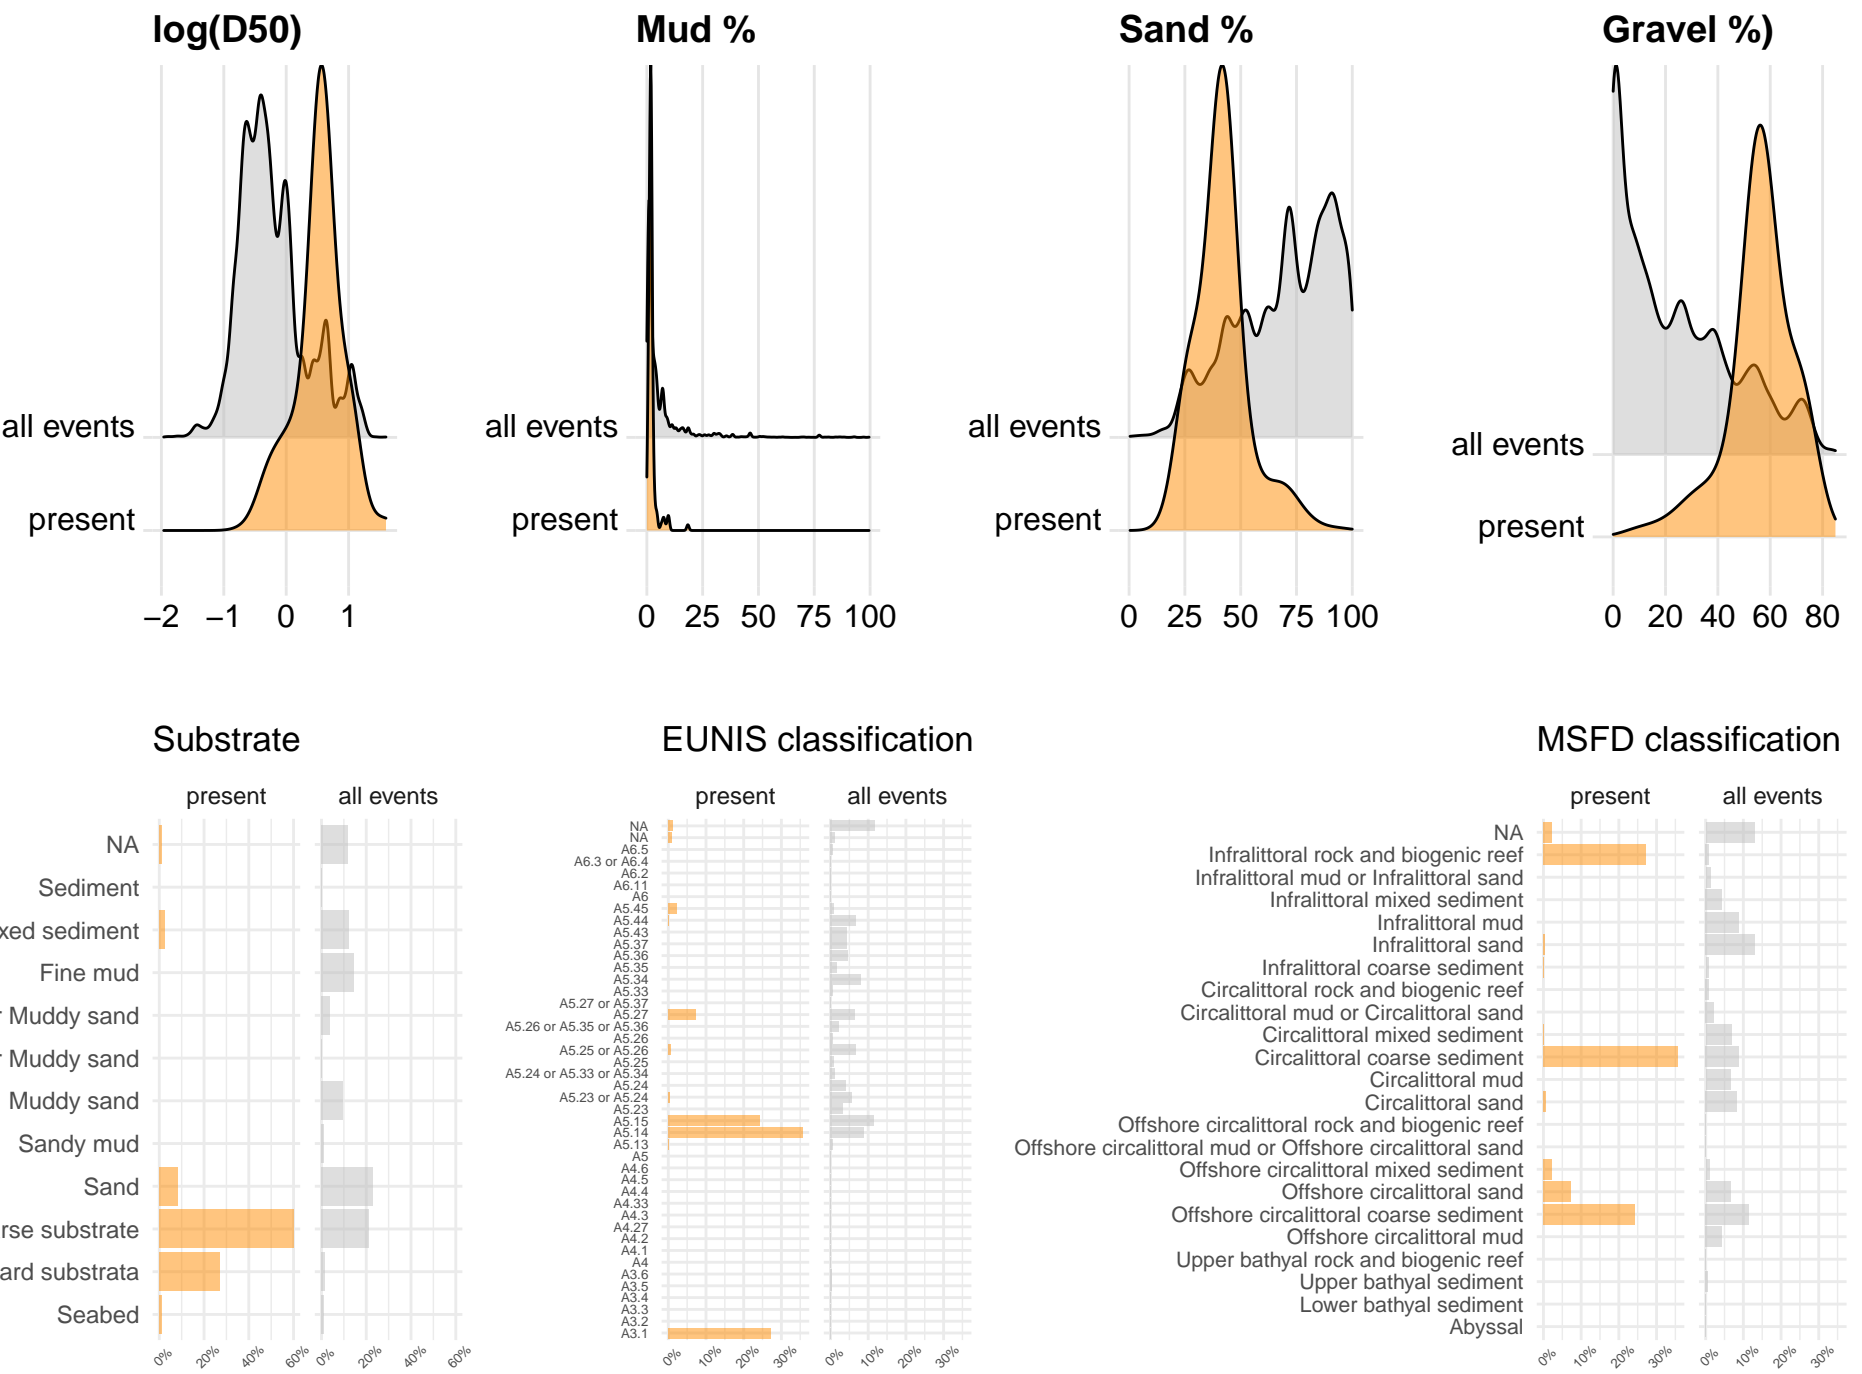 log(D50)
Mud %
Sand %
Gravel %)
all events
present
−2 −1 0 1
all events
present
0 25 50 75 100
all events
present
0 25 50 75 100
all events
present
0 20 40 60 80
Substrate
present all events
NA
Sediment
xed sediment
Fine mud
r Muddy sand
r Muddy sand
Muddy sand
Sandy mud
Sand
rse substrate
ard substrata
Seabed
0% 20% 40% 60% 0% 20% 40% 60%
EUNIS classification
present all events
NA
NA
A6.5
A6.3 or A6.4
A6.2
A6.11
A6
A5.45
A5.44
A5.43
A5.37
A5.36
A5.35
A5.34
A5.33
A5.27 or A5.37
A5.27
A5.26 or A5.35 or A5.36
A5.26
A5.25 or A5.26
A5.25
A5.24 or A5.33 or A5.34
A5.24
A5.23 or A5.24
A5.23
A5.15
A5.14
A5.13
A5
A4.6
A4.5
A4.4
A4.33
A4.3
A4.27
A4.2
A4.1
A4
A3.6
A3.5
A3.4
A3.3
A3.2
A3.1
0% 10% 20% 30% 0% 10% 20% 30%
MSFD classification
present all events
NA
Infralittoral rock and biogenic reef
Infralittoral mud or Infralittoral sand
Infralittoral mixed sediment
Infralittoral mud
Infralittoral sand
Infralittoral coarse sediment
Circalittoral rock and biogenic reef
Circalittoral mud or Circalittoral sand
Circalittoral mixed sediment
Circalittoral coarse sediment
Circalittoral mud
Circalittoral sand
Offshore circalittoral rock and biogenic reef
Offshore circalittoral mud or Offshore circalittoral sand
Offshore circalittoral mixed sediment
Offshore circalittoral sand
Offshore circalittoral coarse sediment
Offshore circalittoral mud
Upper bathyal rock and biogenic reef
Upper bathyal sediment
Lower bathyal sediment
Abyssal
0% 10% 20% 30% 0% 10% 20% 30%